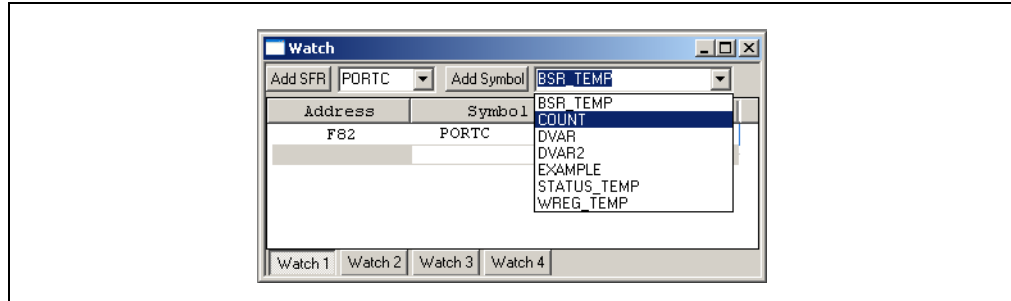 Watch
Add SFR PORTC Add Symbol BSR_TEMP
Address Symbol
F82 PORTC
BSR_TEMP
COUNT
DVAR
DVAR2
EXAMPLE
STATUS_TEMP
WREG_TEMP
Watch 1 Watch 2 Watch 3 Watch 4